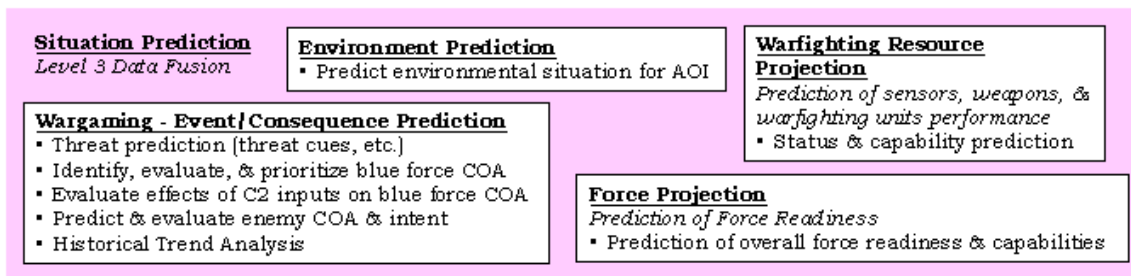 Situation Prediction
Level 3 Data Fusion
Environment Prediction
▪ Predict environmental situation for AOI
Warfighting Resource
Projection
Prediction of sensors, weapons, &
warfighting units performance
▪ Status & capability prediction
Wargaming - Event/Consequence Prediction
▪ Threat prediction (threat cues, etc.)
▪ Identify, evaluate, & prioritize blue force COA
▪ Evaluate effects of C2 inputs on blue force COA
▪ Predict & evaluate enemy COA & intent
▪ Historical Trend Analysis
Force Projection
Prediction of Force Readiness
▪ Prediction of overall force readiness & capabilities